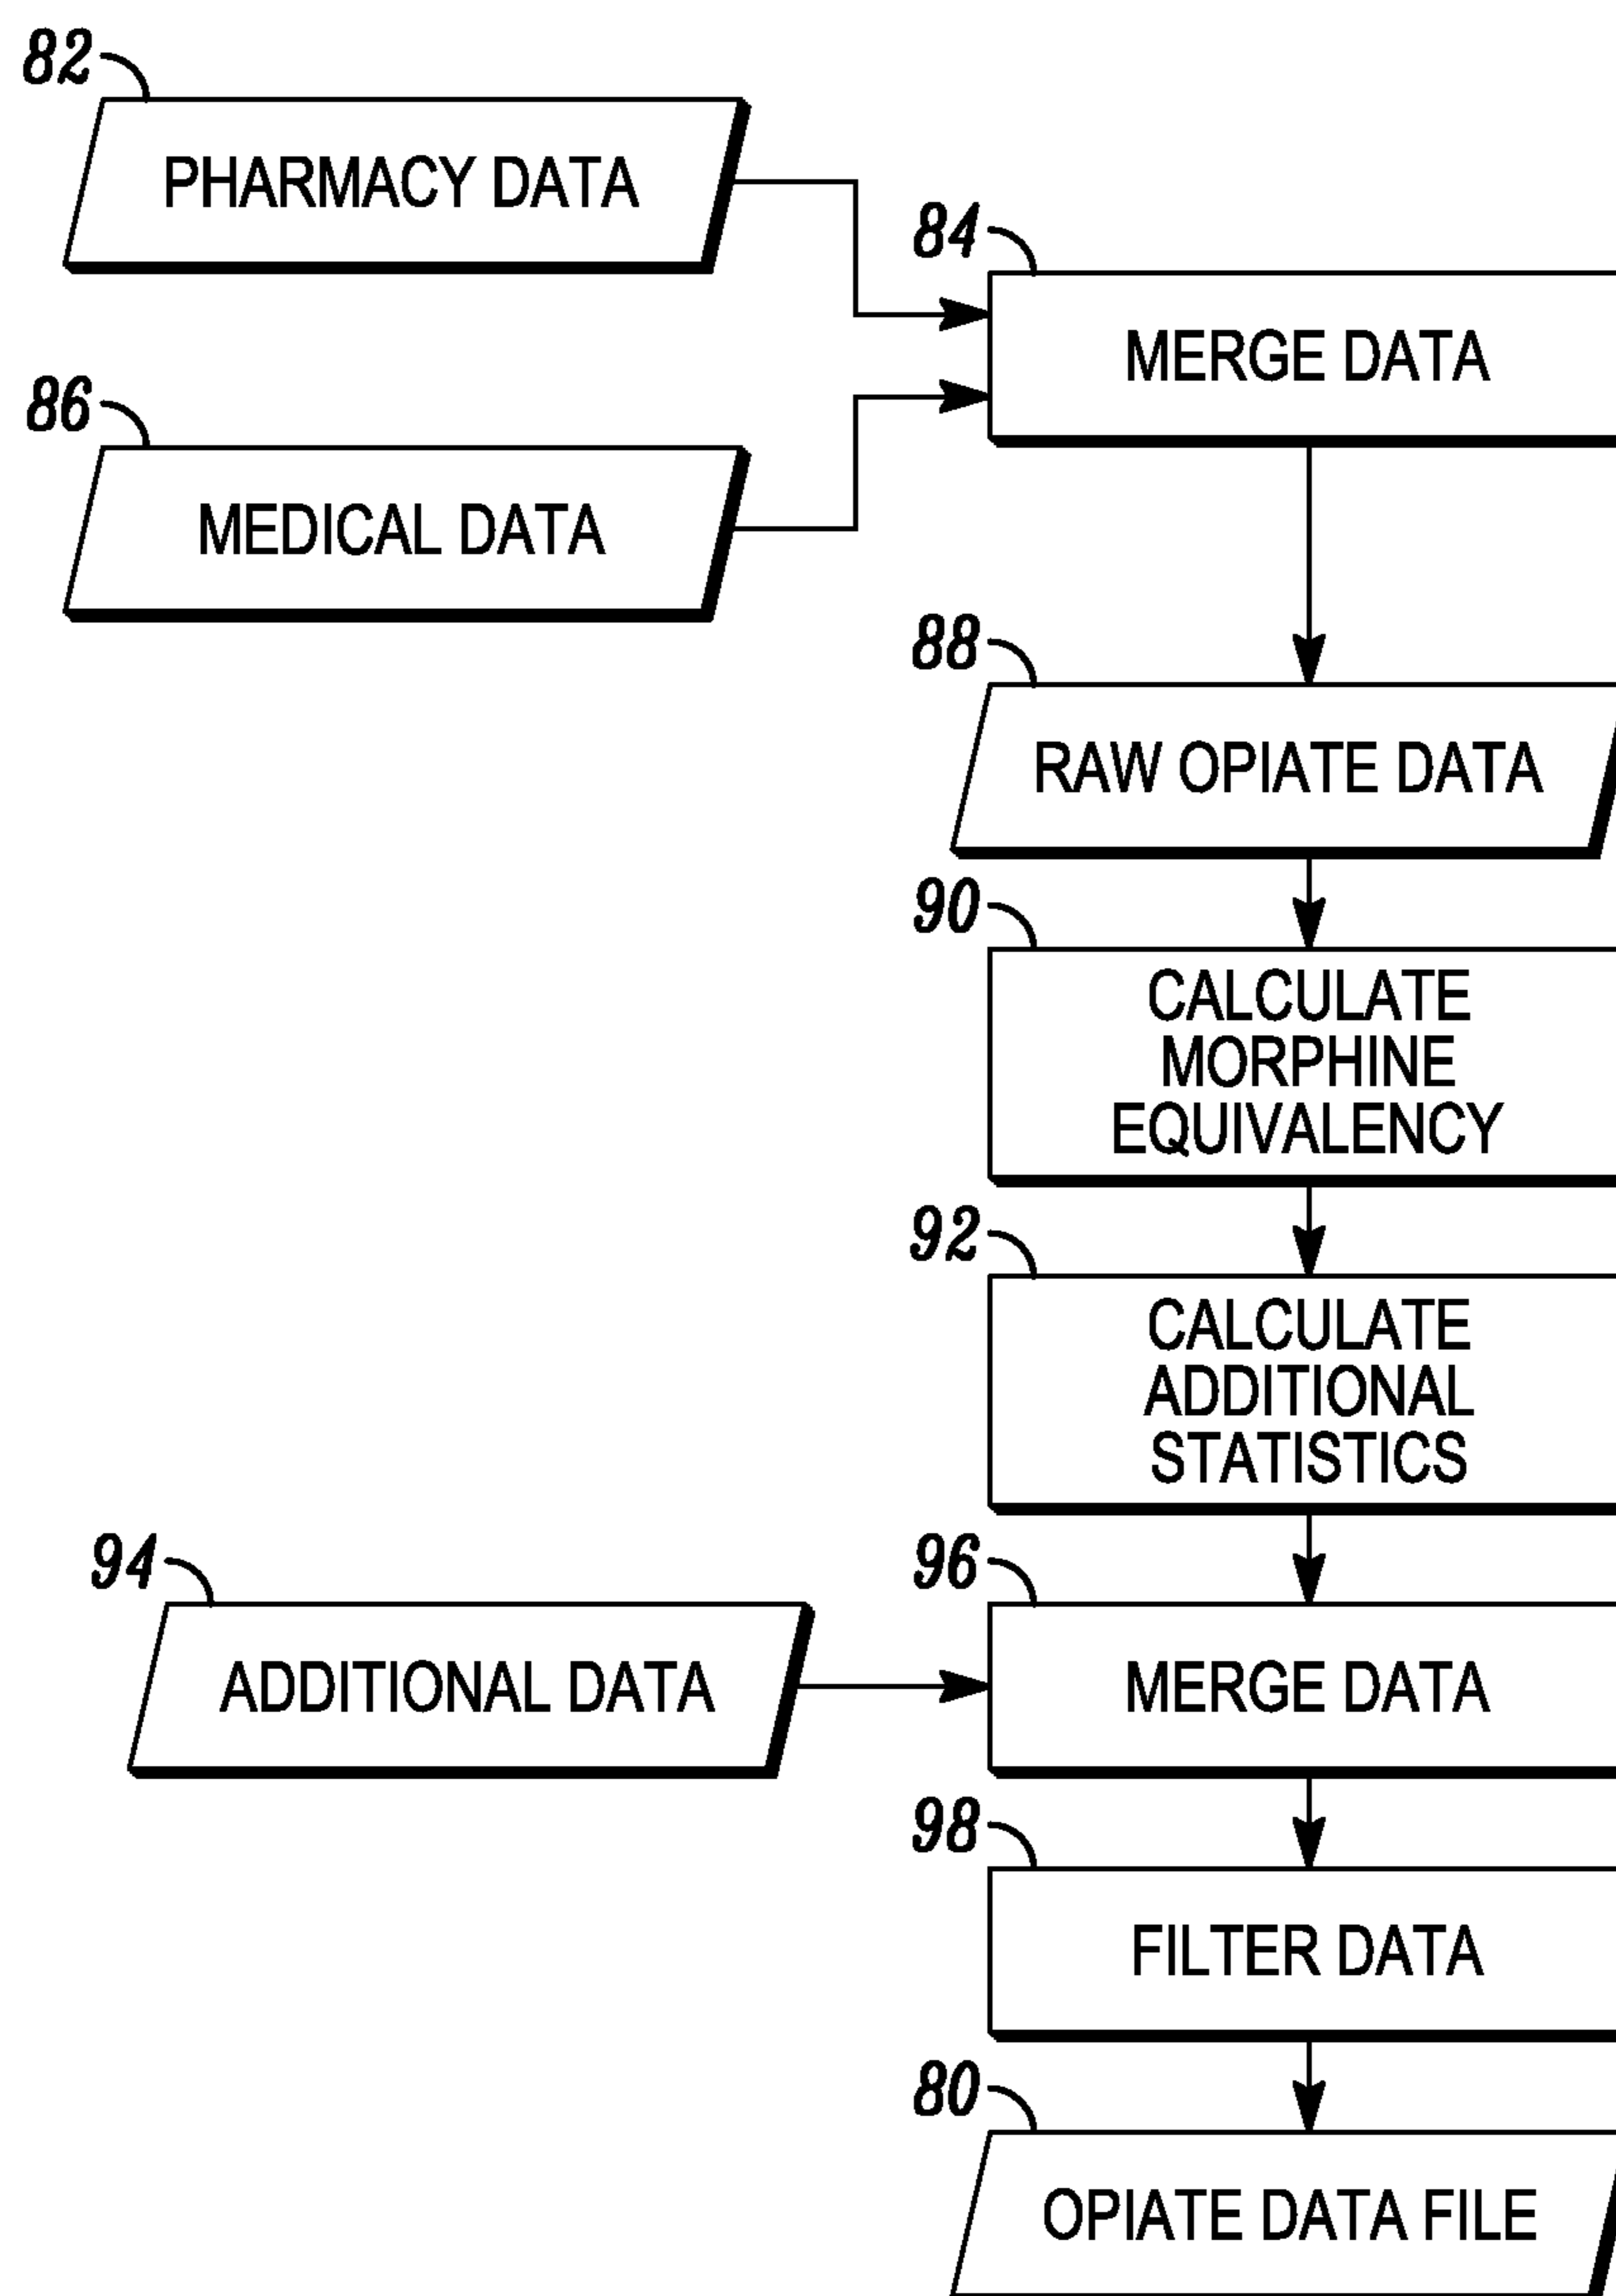 82
PHARMACY DATA
84
MERGE DATA
86
MEDICAL DATA
88
RAW OPIATE DATA
90
CALCULATE
MORPHINE
EQUIVALENCY
92
CALCULATE
ADDITIONAL
STATISTICS
94
ADDITIONAL DATA
96
MERGE DATA
98
FILTER DATA
80
OPIATE DATA FILE